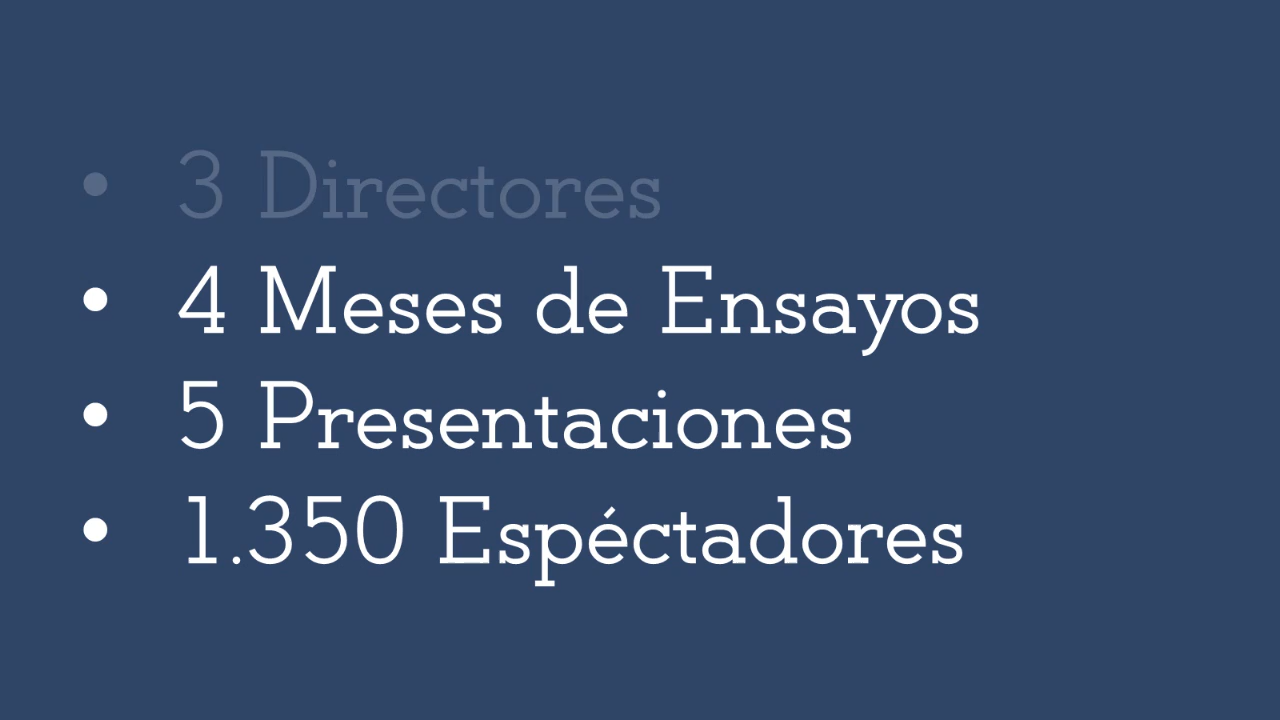 • 3 Directores
• 4 Meses de Ensayos
• 5 Presentaciones
• 1.350 Espéctadores